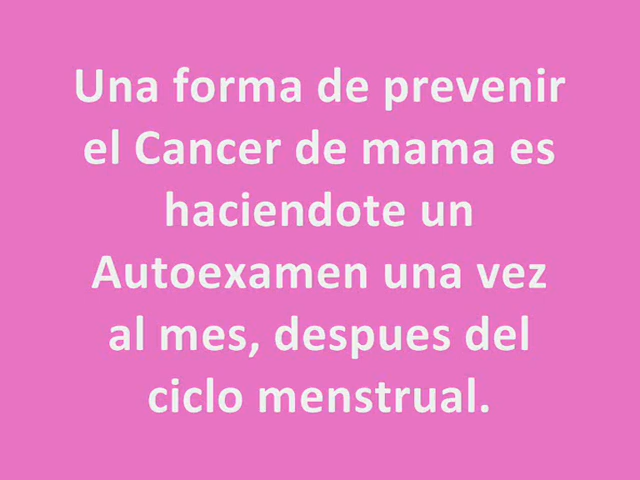 Una forma de prevenir
el Cancer de mama es
haciendote un
Autoexamen una vez
al mes, despues del
ciclo menstrual.